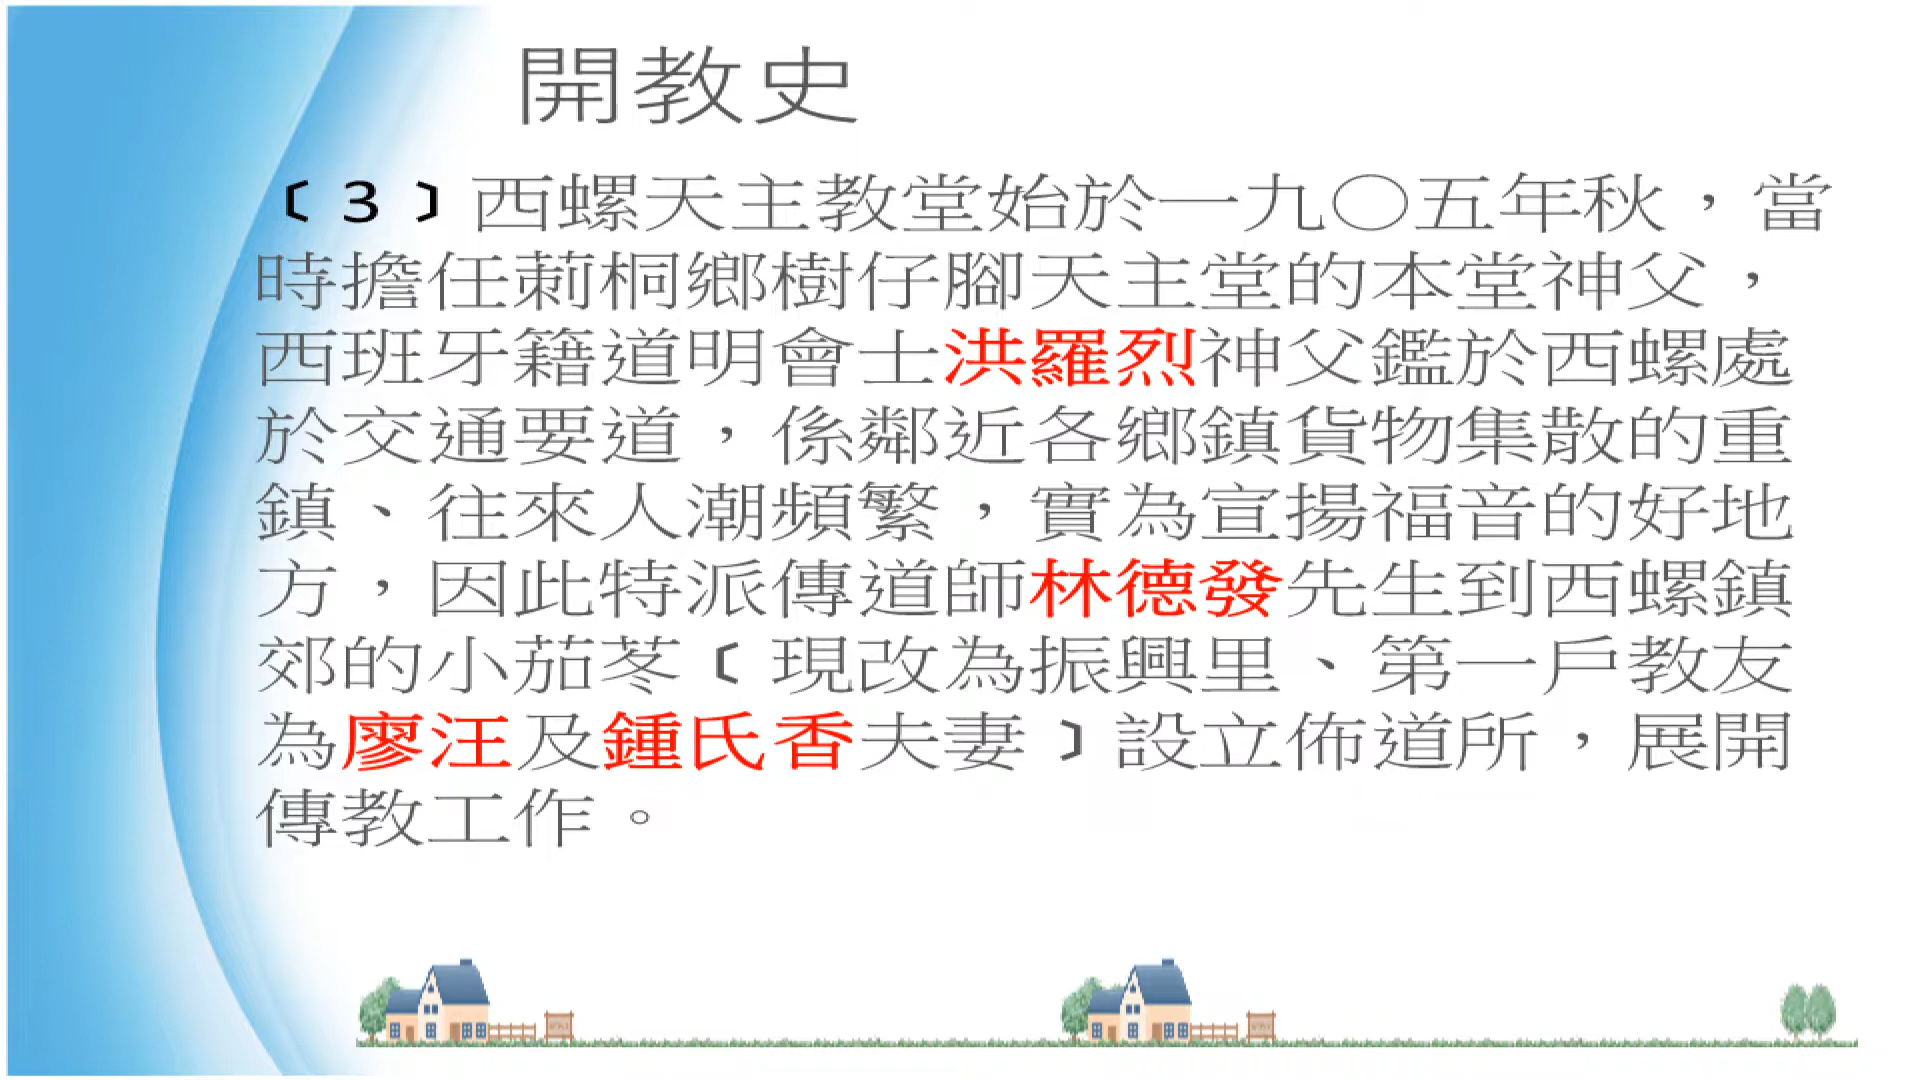 開教史
﹝3﹞西螺天主教堂始於一九〇五年秋，當
時擔任莿桐鄉樹仔腳天主堂的本堂神父，
西班牙籍道明會士洪羅烈神父鑑於西螺處
於交通要道，係鄰近各鄉鎮貨物集散的重
鎮、往來人潮頻繁，實為宣揚福音的好地
方，因此特派傳道師林德發先生到西螺鎮
郊的小茄苳﹝現改為振興里、第一戶教友
為廖汪及鍾氏香夫妻﹞設立佈道所，展開
傳教工作。